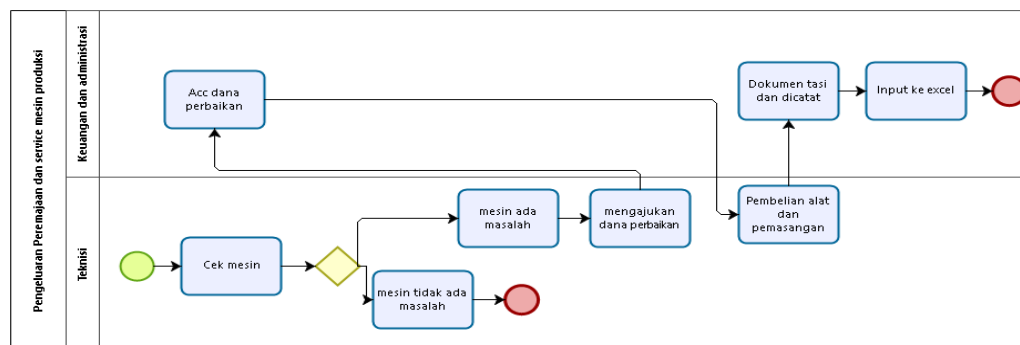 Pengeluaran Peremajaan dan service mesin produksi
Keuangan dan administrasi
Acc dana
perbaikan
Dokumen tasi
dan dicatat
Input ke excel
Teknisi
Cek mesin
mesin ada
masalah
mengajukan
dana perbaikan
Pembelian alat
dan
pemasangan
mesin tidak ada
masalah